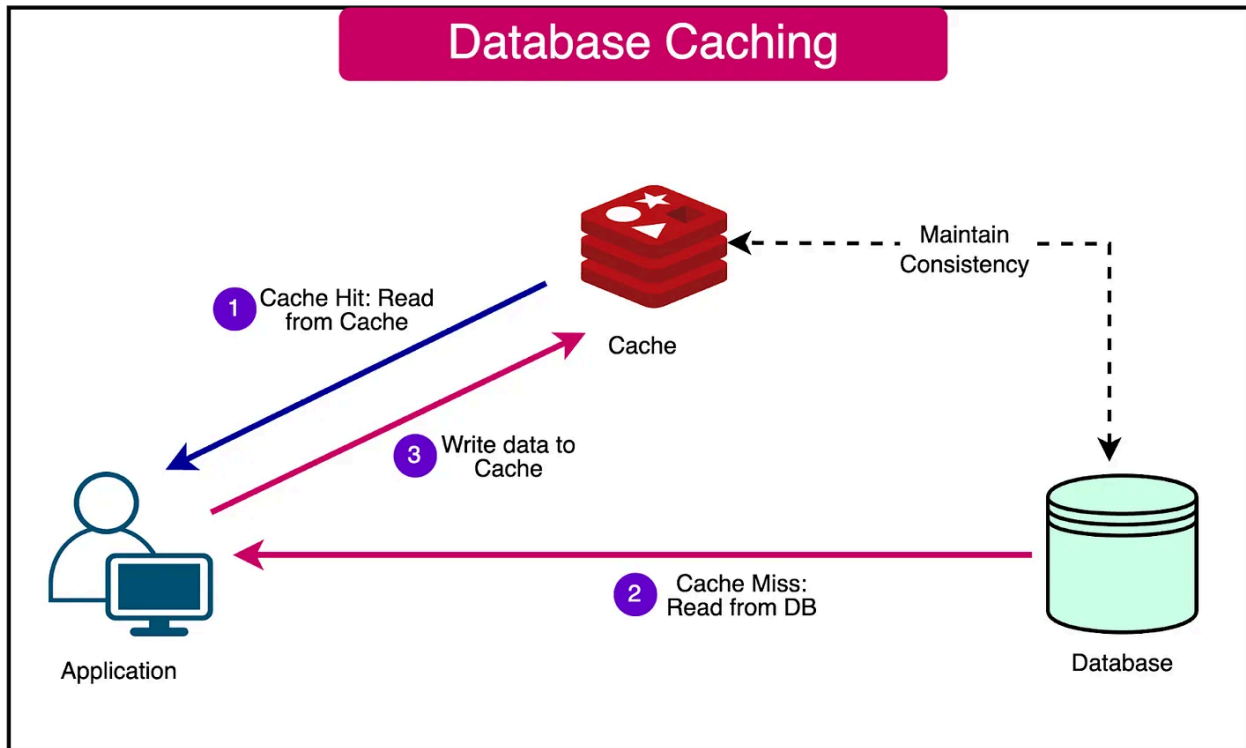 Database Caching
Maintain
Consistency
1
Cache Hit: Read
from Cache
Cache
3
Write data to
Cache
2
Cache Miss:
Read from DB
Application
Database